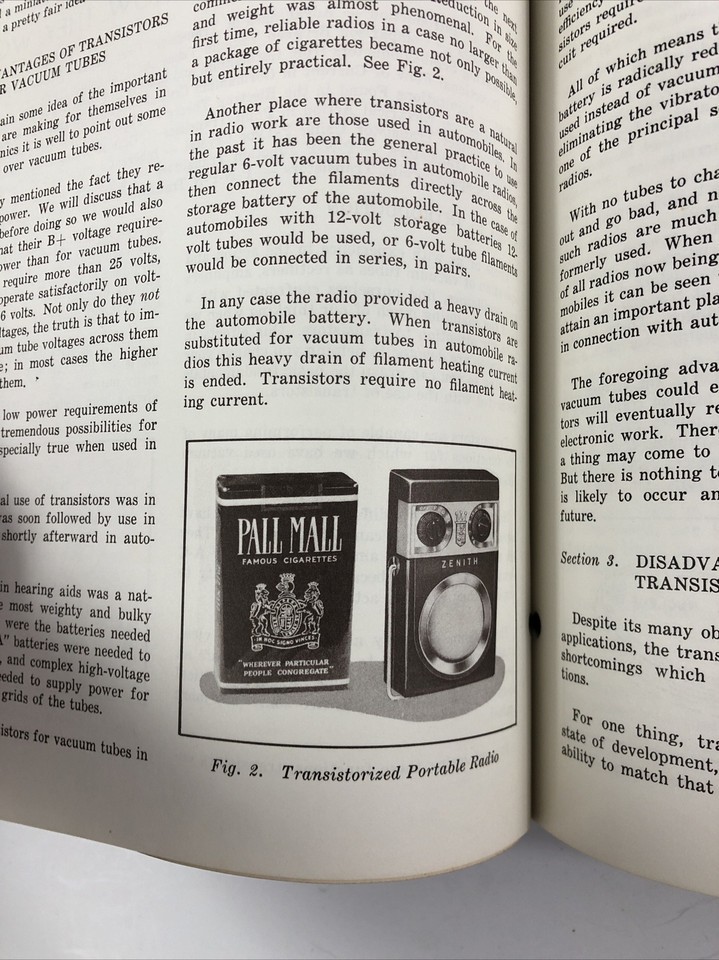 a pretty fair idea
ANTAGES OF TRANSISTORS
R VACUUM TUBES
ain some idea of the important
are making for themselves in
nics it is well to point out some
over vacuum tubes.
y mentioned the fact they re-
power. We will discuss that a
before doing so we would also
hat their B+ voltage require-
ower than for vacuum tubes.
require more than 25 volts,
operate satisfactorily on volt-
6 volts. Not only do they not
ltages, the truth is that to im-
um tube voltages across them
e; in most cases the higher
them.
low power requirements of
tremendous possibilities for
specially true when used in
al use of transistors was in
was soon followed by use in
shortly afterward in auto-
in hearing aids was a nat-
e most weighty and bulky
were the batteries needed
A" batteries were needed to
, and complex high-voltage
eeded to supply power for
grids of the tubes.
istors for vacuum tubes in
and weight was almost phenomenal. For the
first time, reliable radios in a case no larger than
a package of cigarettes became not only possible,
but entirely practical. See Fig. 2.
Another place where transistors are a natural
in radio work are those used in automobiles. In
the past it has been the general practice to use
regular 6-volt vacuum tubes in automobile radios,
then connect the filaments directly across the
storage battery of the automobile. In the case of
automobiles with 12-volt storage batteries 12-
volt tubes would be used, or 6-volt tube filaments
would be connected in series, in pairs.
In any case the radio provided a heavy drain on
the automobile battery. When transistors are
substituted for vacuum tubes in automobile ra-
dios this heavy drain of filament heating current
is ended. Transistors require no filament heat-
ing current.
PALL MALL
FAMOUS CIGARETTES
IN HOC SIGNO VINCES
"WHEREVER PARTICULAR
PEOPLE CONGREGATE"
ZENITH
Fig. 2. Transistorized Portable Radio
efficiency
sistors requir
cuit required.
All of which means t
battery is radically red
used instead of vacuum
eliminating the vibrato
one of the principal s
radios.
With no tubes to cha
out and go bad, and n
such radios are much
formerly used. When
of all radios now being
mobiles it can be seen
attain an important pla
in connection with aut
The foregoing adva
vacuum tubes could e
tors will eventually re
electronic work. Ther
a thing may come to
But there is nothing to
is likely to occur an
future.
Section 3. DISADVA
TRANSIS
Despite its many ob
applications, the trans
shortcomings which
tions.
For one thing, tra
state of development,
ability to match that